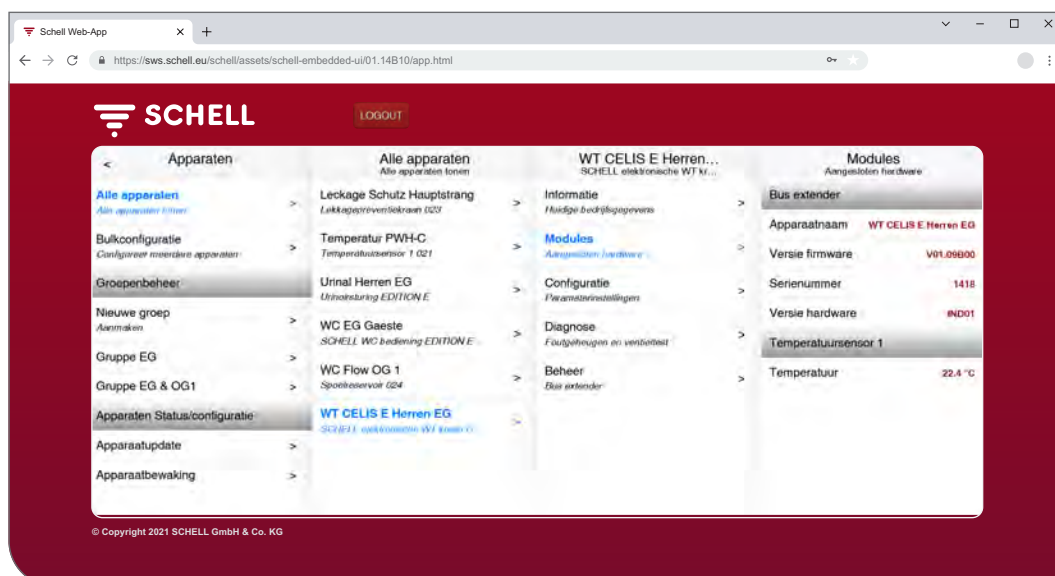 Schell Web-App
https://sws.schell.eu/schell/assets/schell-embedded-ui/01.14B10/app.html
SCHELL
LOGOUT
< Apparaten
Alle apparaten >
Alle apparaten tonen
Bulkconfiguratie >
Configureer meerdere apparaten
Groepenbeheer
Nieuwe groep >
Aanmaken
Gruppe EG >
Gruppe EG & OG1 >
Apparaten Status/configuratie
Apparaatupdate >
Apparaatbewaking >
Alle apparaten
Alle apparaten tonen
Leckage Schutz Hauptstrang >
Lekkagepreventiekraan 023
Temperatur PWH-C >
Temperatuursensor 1 021
Urinal Herren EG >
Urinoirsturing EDITION E
WC EG Gaeste >
SCHELL WC bediening EDITION E
WC Flow OG 1 >
Spoelreservoir 024
WT CELIS E Herren EG >
SCHELL elektronische WT kraan
WT CELIS E Herren...
SCHELL elektronische WT kr...
Informatie >
Huidige bedrijfsgegevens
Modules >
Aangesloten hardware
Configuratie >
Parameterinstellingen
Diagnose >
Foutgeheugen en ventieltest
Beheer >
Bus extender
Modules
Aangesloten hardware
Bus extender
Apparaatnaam WT CELIS E Herren EG
Versie firmware V01.09B00
Serienummer 1418
Versie hardware IND01
Temperatuursensor 1
Temperatuur 22.4 °C
© Copyright 2021 SCHELL GmbH & Co. KG